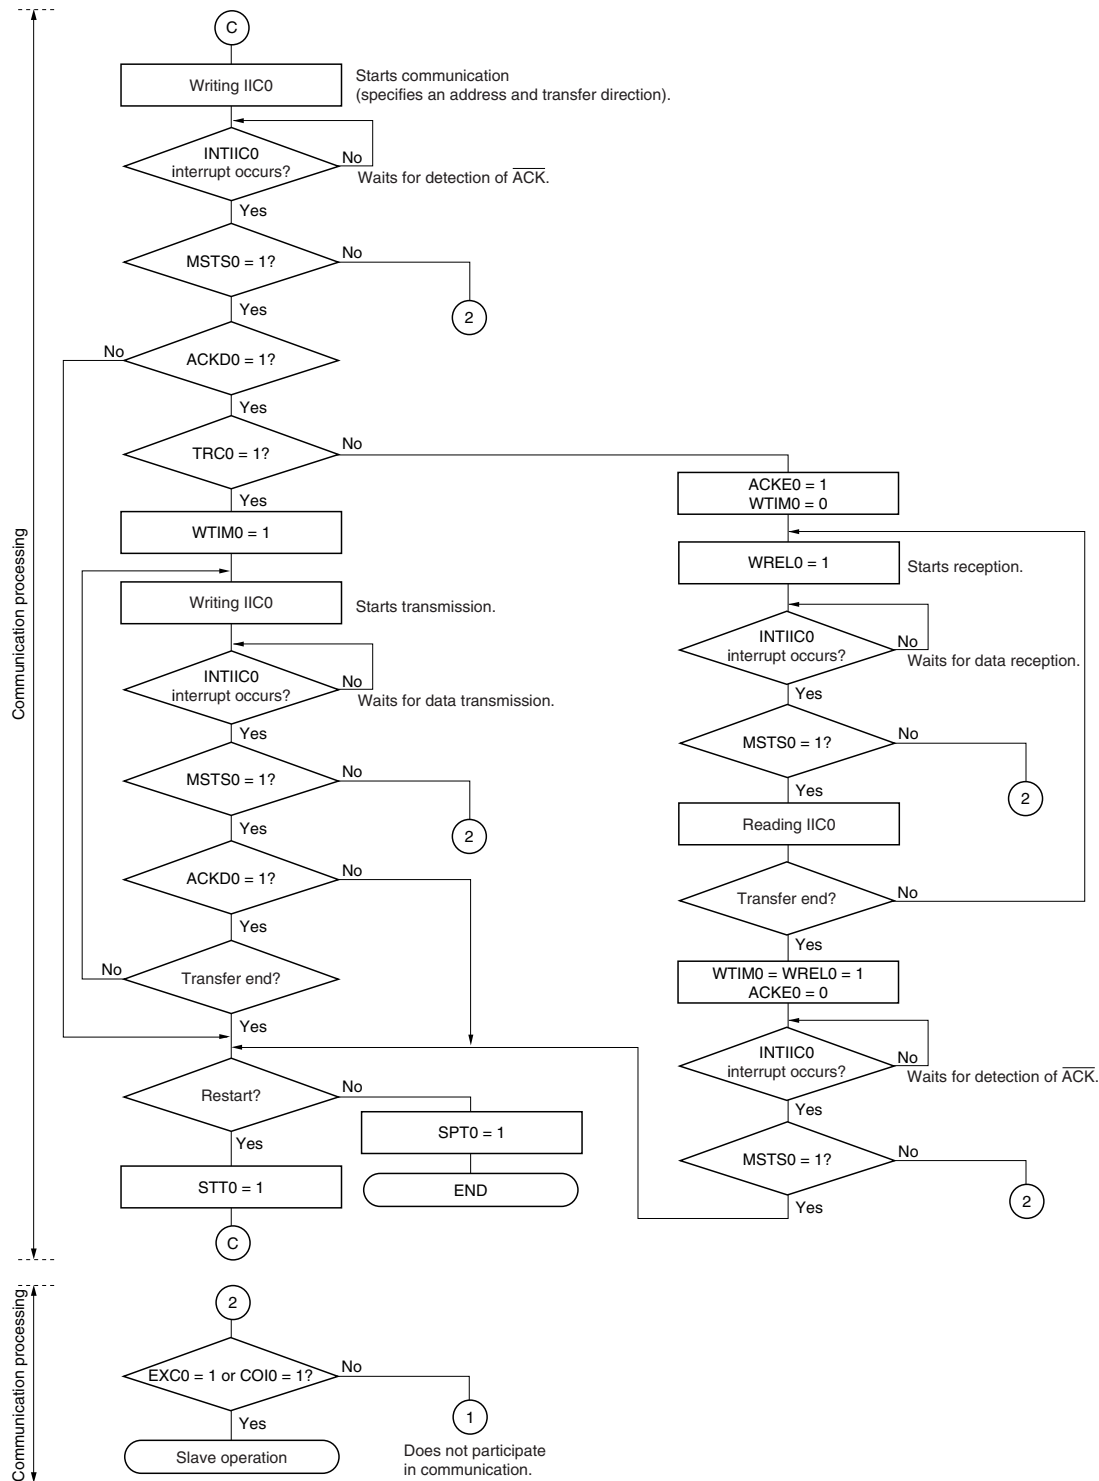 C
Writing IIC0
Starts communication
(specifies an address and transfer direction).
INTIIC0
interrupt occurs?
No
Waits for detection of ACK.
Yes
MSTS0 = 1?
No
2
Yes
No
ACKD0 = 1?
Yes
TRC0 = 1?
No
Yes
WTIM0 = 1
Writing IIC0
Starts transmission.
INTIIC0
interrupt occurs?
No
Waits for data transmission.
Yes
MSTS0 = 1?
No
2
Yes
ACKD0 = 1?
No
Yes
No
Transfer end?
Yes
Restart?
No
SPT0 = 1
END
Yes
STT0 = 1
C
ACKE0 = 1
WTIM0 = 0
WREL0 = 1
Starts reception.
INTIIC0
interrupt occurs?
No
Waits for data reception.
Yes
MSTS0 = 1?
No
2
Yes
Reading IIC0
Transfer end?
No
Yes
WTIM0 = WREL0 = 1
ACKE0 = 0
INTIIC0
interrupt occurs?
No
Waits for detection of ACK.
Yes
MSTS0 = 1?
No
2
Yes
Communication processing
2
EXC0 = 1 or COI0 = 1?
No
1
Does not participate
in communication.
Yes
Slave operation
Communication processing